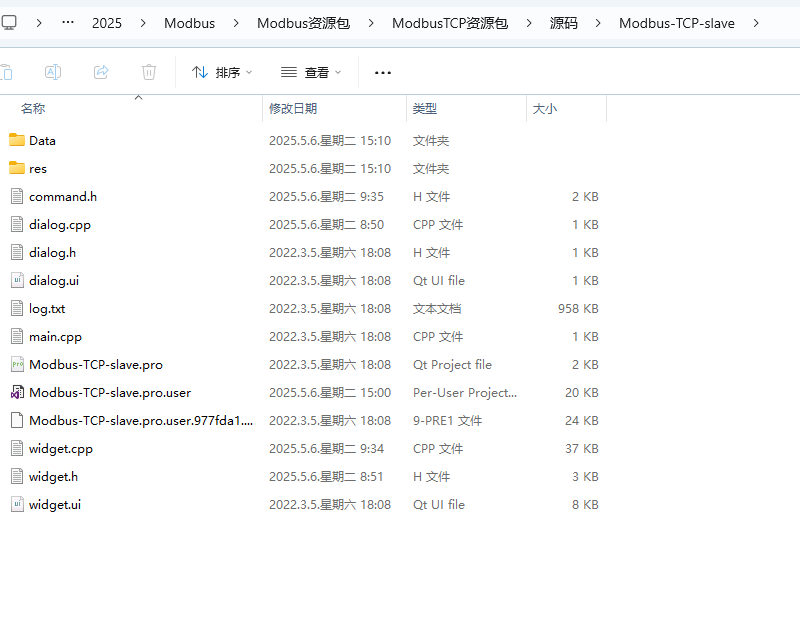 2025 Modbus Modbus资源包 ModbusTCP资源包 源码 Modbus-TCP-slave
排序 查看
名称 修改日期 类型 大小
Data 2025.5.6.星期二 15:10 文件夹
res 2025.5.6.星期二 15:10 文件夹
command.h 2025.5.6.星期二 9:35 H 文件 2 KB
dialog.cpp 2025.5.6.星期二 8:50 CPP 文件 1 KB
dialog.h 2022.3.5.星期六 18:08 H 文件 1 KB
dialog.ui 2022.3.5.星期六 18:08 Qt UI file 1 KB
log.txt 2022.3.5.星期六 18:08 文本文档 958 KB
main.cpp 2022.3.5.星期六 18:08 CPP 文件 1 KB
Modbus-TCP-slave.pro 2022.3.5.星期六 18:08 Qt Project file 2 KB
Modbus-TCP-slave.pro.user 2025.5.6.星期二 15:00 Per-User Project... 20 KB
Modbus-TCP-slave.pro.user.977fda1.... 2022.3.5.星期六 18:08 9-PRE1 文件 24 KB
widget.cpp 2025.5.6.星期二 9:34 CPP 文件 37 KB
widget.h 2025.5.6.星期二 8:51 H 文件 3 KB
widget.ui 2022.3.5.星期六 18:08 Qt UI file 8 KB